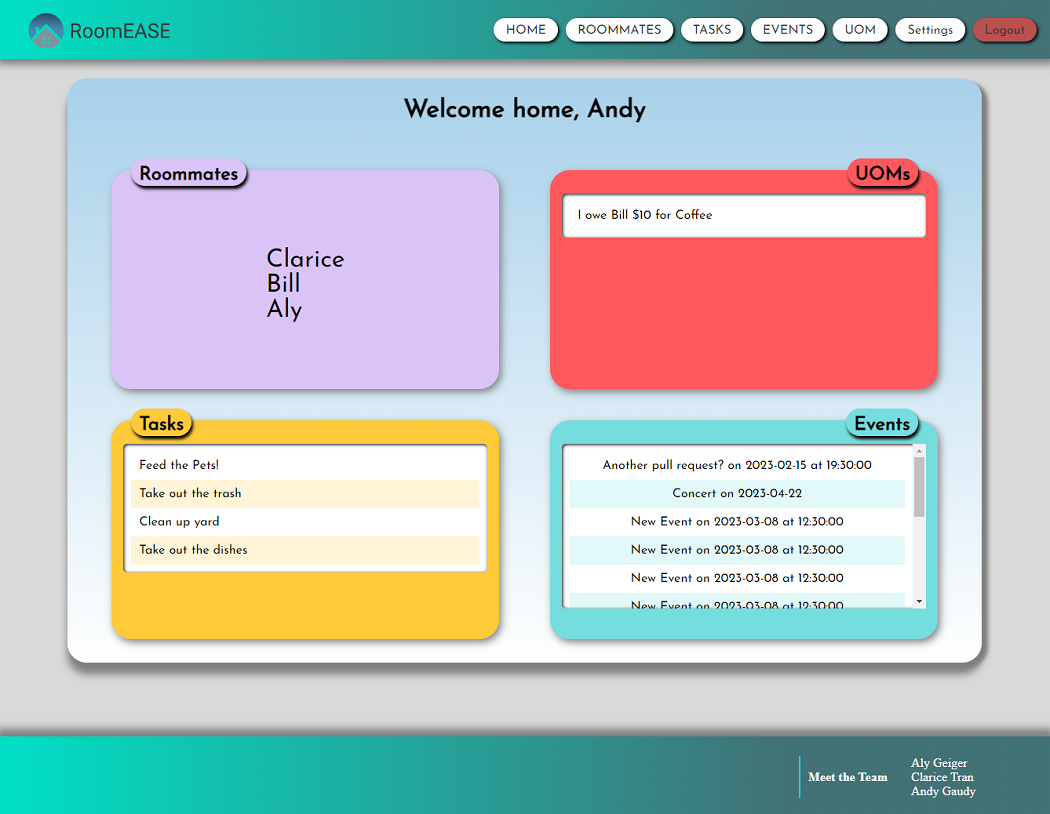 RoomEASE
HOME ROOMMATES TASKS EVENTS UOM Settings Logout
Welcome home, Andy
Roommates
Clarice
Bill
Aly
UOMs
I owe Bill $10 for Coffee
Tasks
Feed the Pets!
Take out the trash
Clean up yard
Take out the dishes
Events
Another pull request? on 2023-02-15 at 19:30:00
Concert on 2023-04-22
New Event on 2023-03-08 at 12:30:00
New Event on 2023-03-08 at 12:30:00
New Event on 2023-03-08 at 12:30:00
New Event on 2023-03-08 at 12:30:00
Meet the Team
Aly Geiger
Clarice Tran
Andy Gaudy